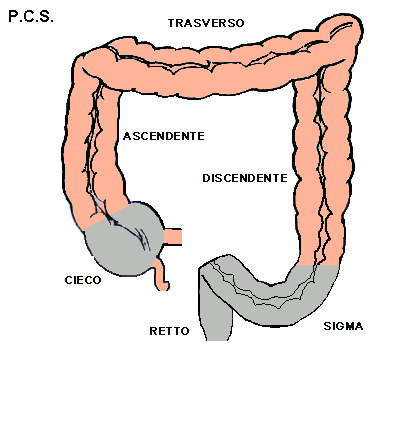 P.C.S.
TRASVERSO
ASCENDENTE
DISCENDENTE
CIECO
RETTO
SIGMA